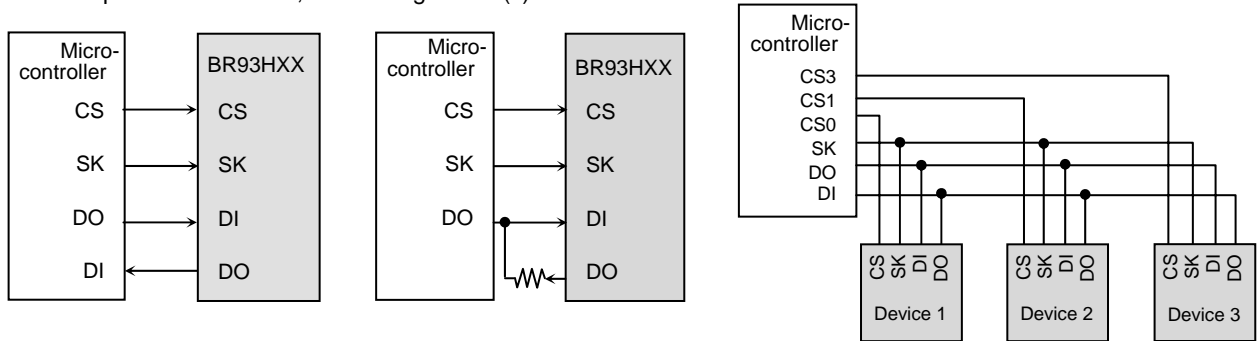 Micro-
controller
CS
SK
DO
DI
BR93HXX
CS
SK
DI
DO
Micro-
controller
CS
SK
DO
BR93HXX
CS
SK
DI
DO
Micro-
controller
CS3
CS1
CS0
SK
DO
DI
CS
SK
DI
DO
Device 1
CS
SK
DI
DO
Device 2
CS
SK
DI
DO
Device 3